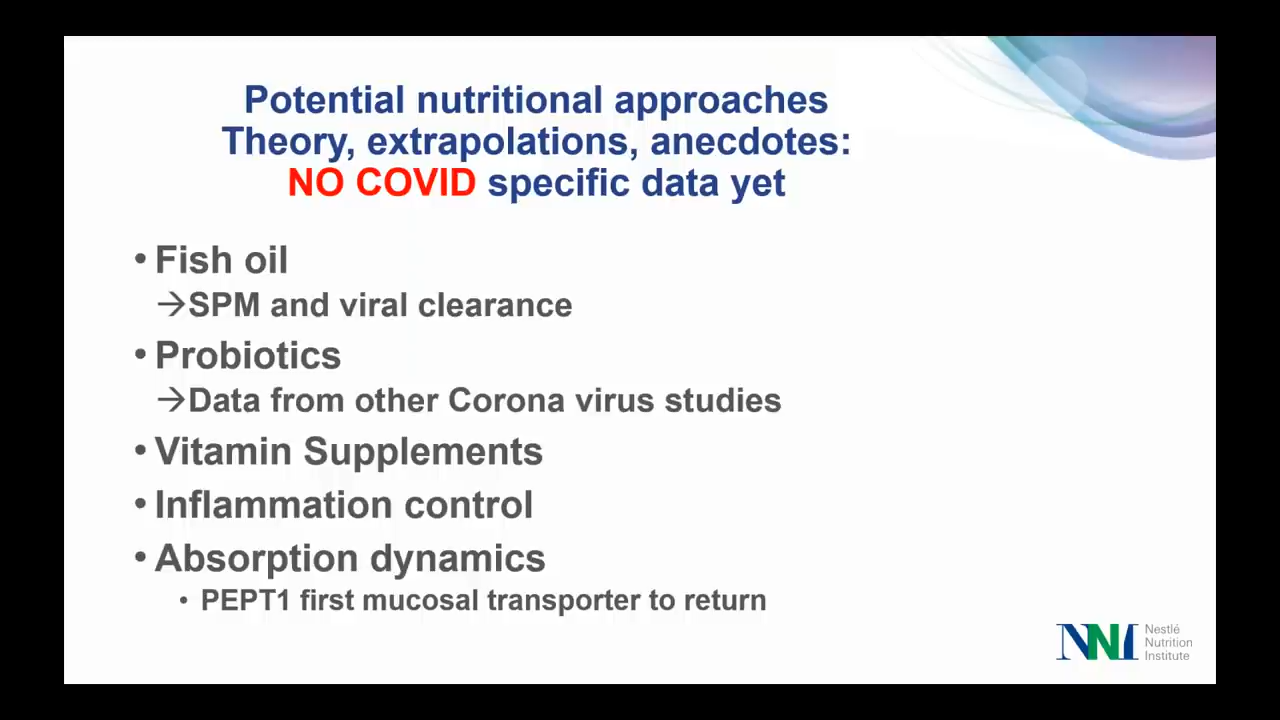 Potential nutritional approaches
Theory, extrapolations, anecdotes:
NO COVID specific data yet
• Fish oil
→SPM and viral clearance
• Probiotics
→Data from other Corona virus studies
• Vitamin Supplements
• Inflammation control
• Absorption dynamics
• PEPT1 first mucosal transporter to return
NNI
Nestlé
Nutrition
Institute